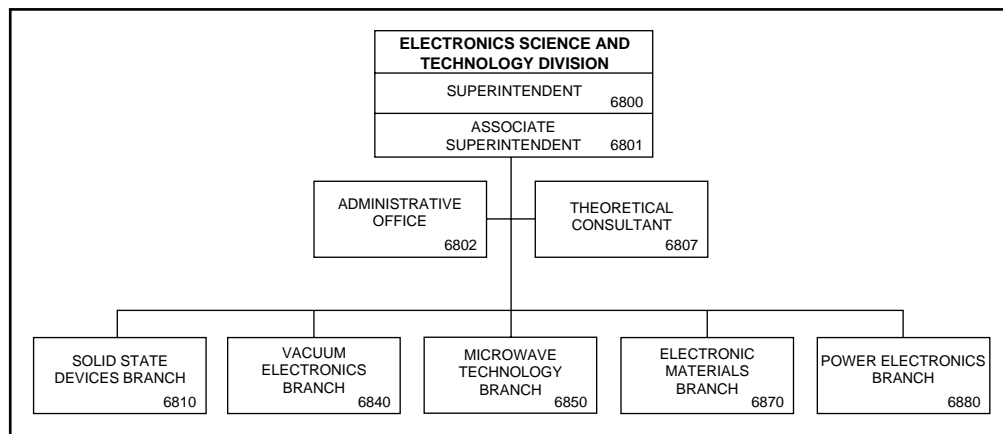 ELECTRONICS SCIENCE AND
TECHNOLOGY DIVISION
SUPERINTENDENT
6800
ASSOCIATE
SUPERINTENDENT
6801
ADMINISTRATIVE
OFFICE
6802
THEORETICAL
CONSULTANT
6807
SOLID STATE
DEVICES BRANCH
6810
VACUUM
ELECTRONICS
BRANCH
6840
MICROWAVE
TECHNOLOGY
BRANCH
6850
ELECTRONIC
MATERIALS
BRANCH
6870
POWER ELECTRONICS
BRANCH
6880